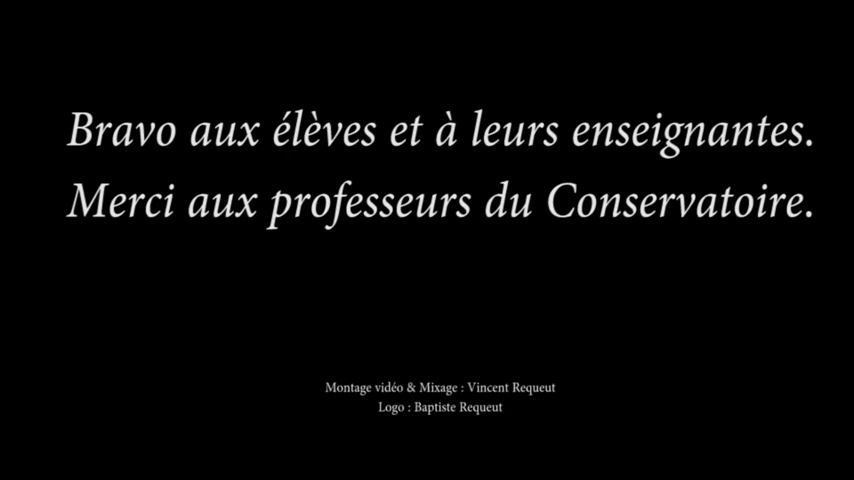 Bravo aux élèves et à leurs enseignantes.
Merci aux professeurs du Conservatoire.
Montage vidéo & Mixage : Vincent Requeut
Logo : Baptiste Requeut